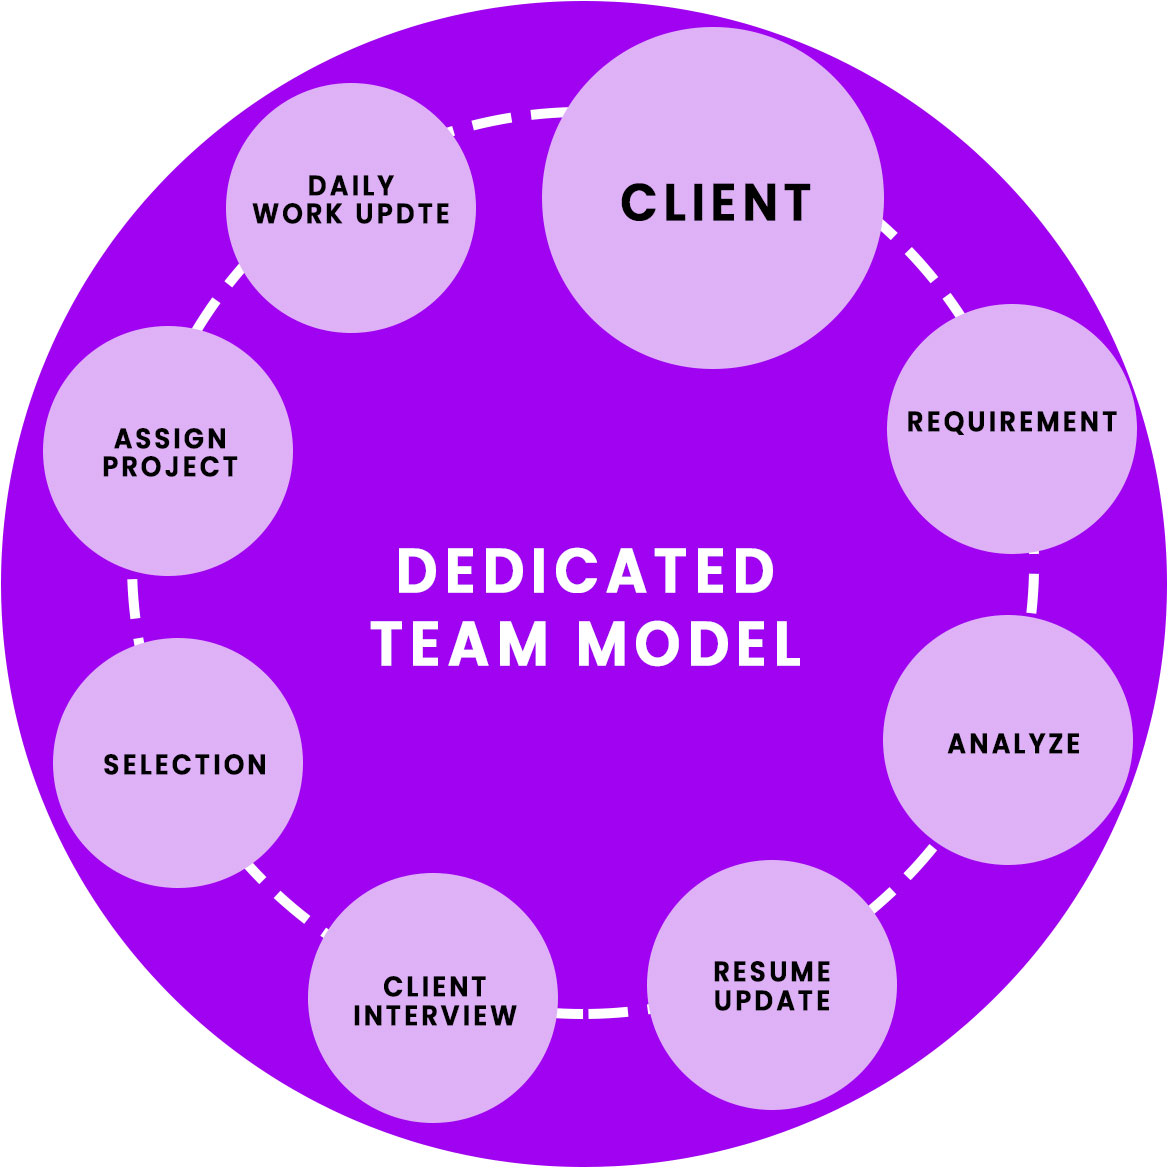 CLIENT
REQUIREMENT
ANALYZE
RESUME
UPDATE
CLIENT
INTERVIEW
SELECTION
ASSIGN
PROJECT
DAILY
WORK UPDTE
DEDICATED
TEAM MODEL